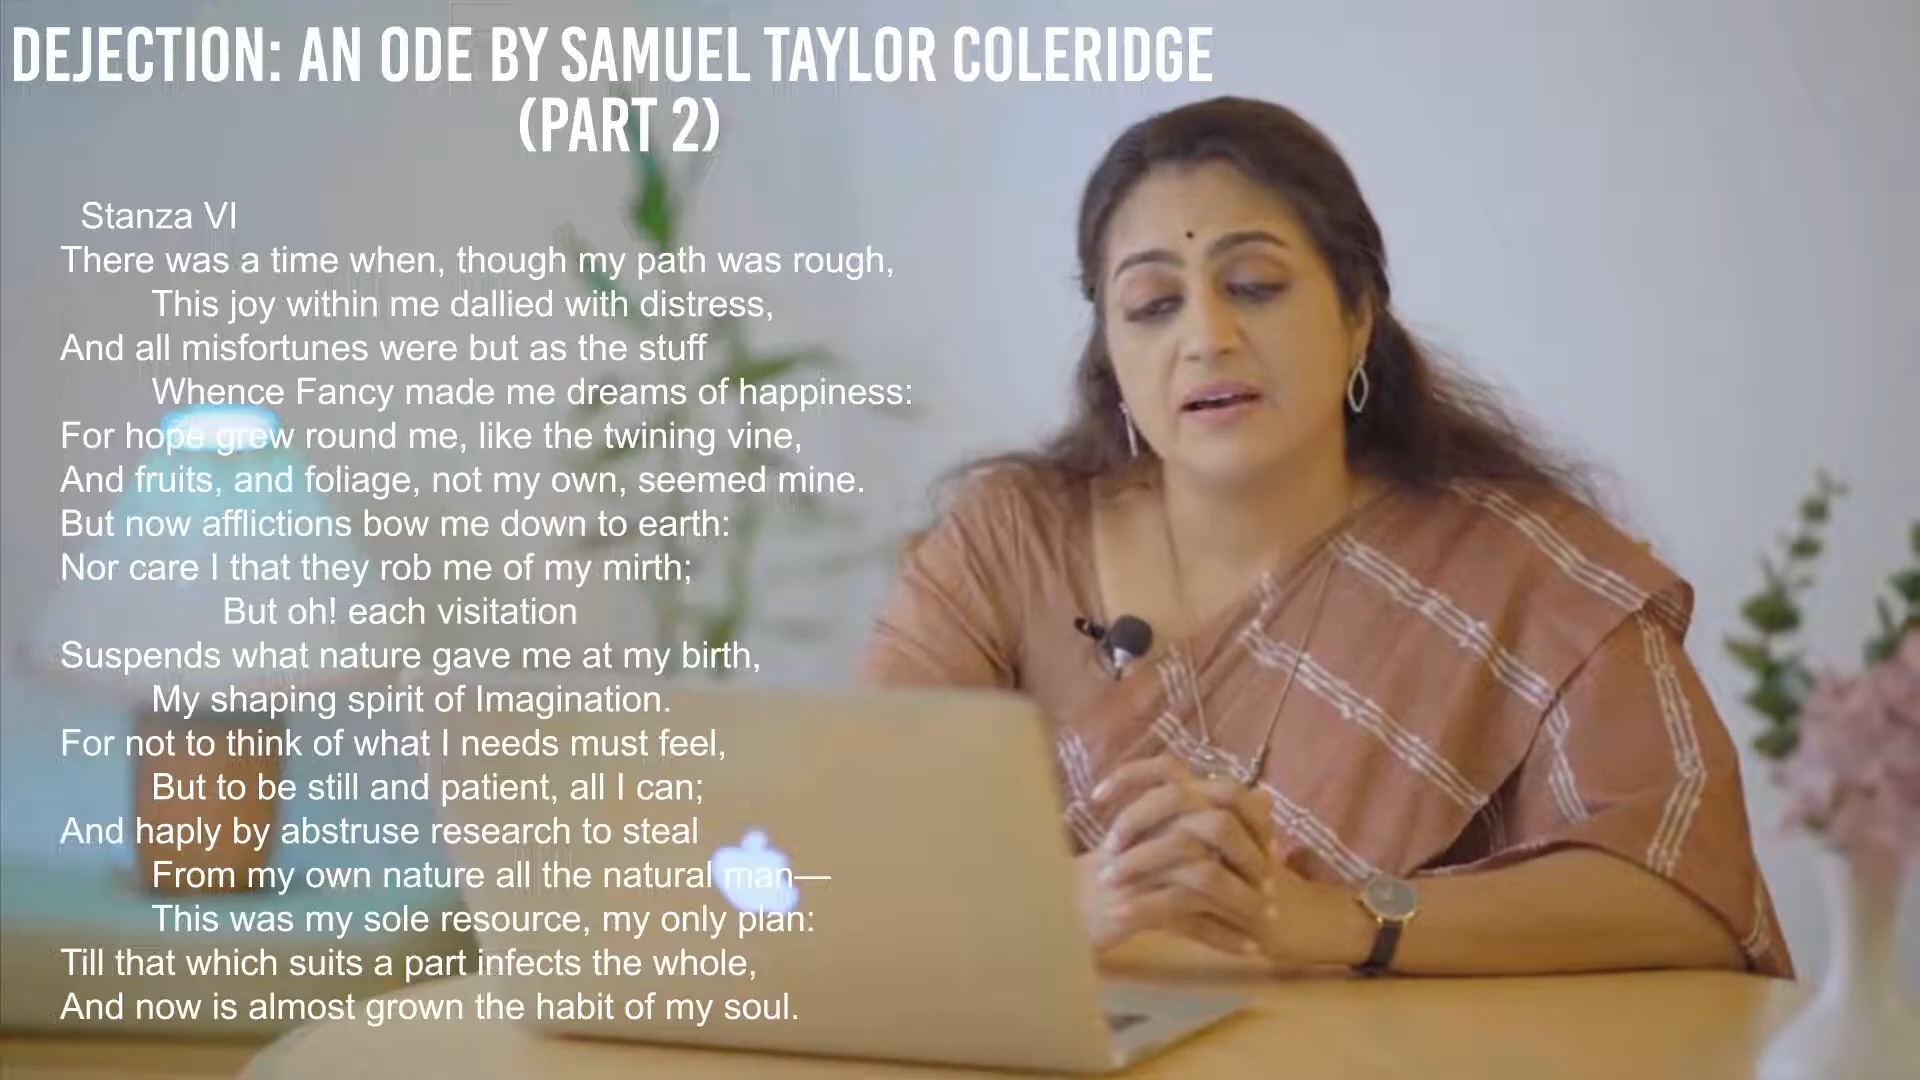 DEJECTION: AN ODE BY SAMUEL TAYLOR COLERIDGE
(PART 2)
Stanza VI
There was a time when, though my path was rough,
This joy within me dallied with distress,
And all misfortunes were but as the stuff
Whence Fancy made me dreams of happiness:
For hope grew round me, like the twining vine,
And fruits, and foliage, not my own, seemed mine.
But now afflictions bow me down to earth:
Nor care I that they rob me of my mirth;
But oh! each visitation
Suspends what nature gave me at my birth,
My shaping spirit of Imagination.
For not to think of what I needs must feel,
But to be still and patient, all I can;
And haply by abstruse research to steal
From my own nature all the natural man—
This was my sole resource, my only plan:
Till that which suits a part infects the whole,
And now is almost grown the habit of my soul.